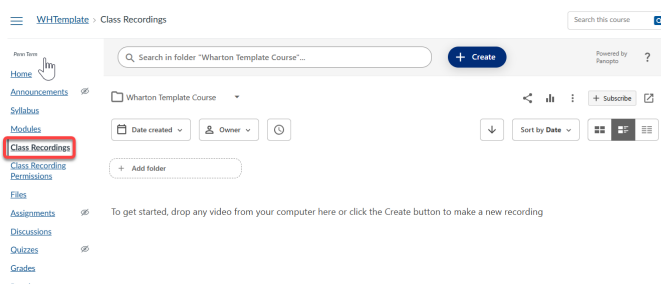 WHTemplate > Class Recordings
Search this course
Penn Term
Home
Announcements
Syllabus
Modules
Class Recordings
Class Recording
Permissions
Files
Assignments
Discussions
Quizzes
Grades
Search in folder "Wharton Template Course"...
+ Create
Powered by
Panopto
?
Wharton Template Course
+ Subscribe
Date created
Owner
Sort by Date
+ Add folder
To get started, drop any video from your computer here or click the Create button to make a new recording